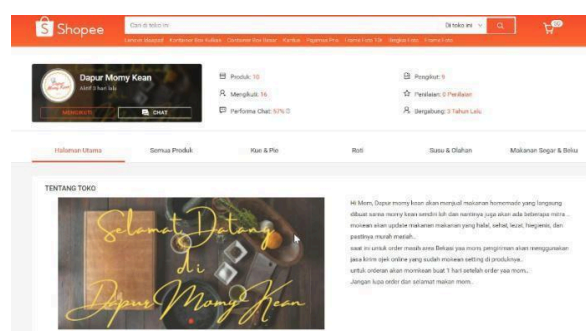 Shopee
Cari di toko ini
Di toko ini
Dapur Momy Kean
Aktif 3 hari lalu
MENGIKUTI
CHAT
Produk: 10
Mengikuti: 16
Performa Chat: 57%
Pengikut: 9
Penilaian: 0 Penilaian
Bergabung: 3 Tahun Lalu
Halaman Utama
Semua Produk
Kue & Pie
Roti
Susu & Olahan
Makanan Segar & Beku
TENTANG TOKO
Selamat Datang
di
Dapur Momy Kean
Hi Mom, Dapur momy kean akan menjual makanan homemade yang langsung
dibuat sama momy kean sendiri loh dan nantinya juga akan ada beberapa mitra
mokean akan update makanan makanan yang halal, sehat, lezat, hiegienis, dan
pastinya murah meriah..
saat ini untuk order masih area Bekasi yaa moms pengiriman akan menggunakan
jasa kirim ojek online yang sudah mokean setting di produknya..
untuk orderan akan momkean buat 1 hari setelah order yaa mom..
Jangan lupa order dan selamat makan mom..